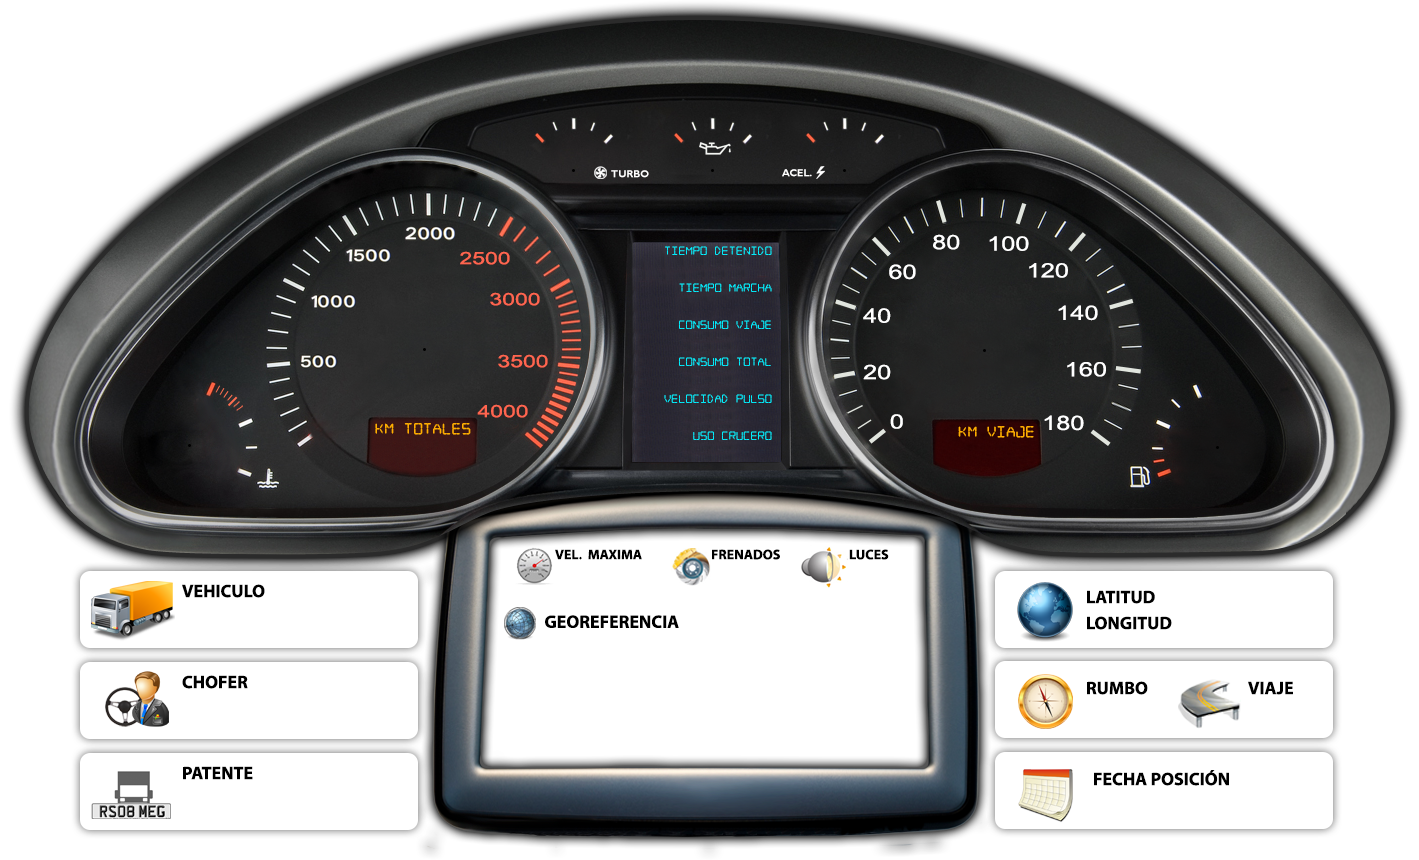 TURBO
ACEL.
2000
1500
2500
1000
3000
500
3500
4000
KM TOTALES
TIEMPO DETENIDO
TIEMPO MARCHA
CONSUMO VIAJE
CONSUMO TOTAL
VELOCIDAD PULSO
USO CRUCERO
80
100
60
120
40
140
20
160
0
180
KM VIAJE
VEL. MAXIMA
FRENADOS
LUCES
GEOREFERENCIA
VEHICULO
CHOFER
PATENTE
RS08 MEG
LATITUD
LONGITUD
RUMBO
VIAJE
FECHA POSICIÓN